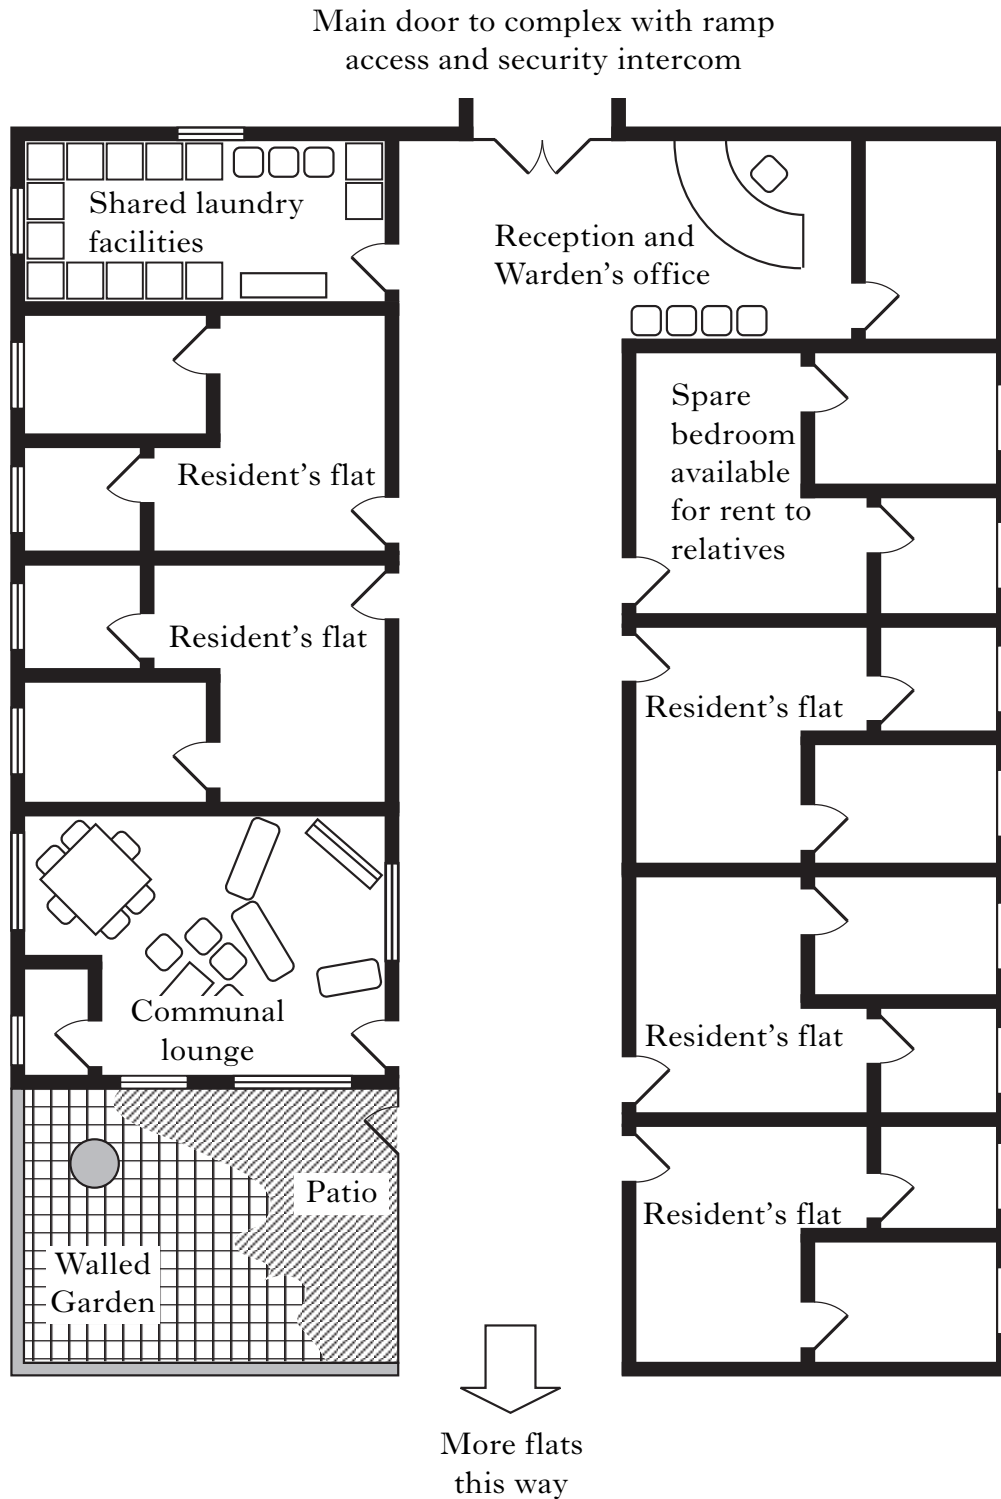 Main door to complex with ramp
access and security intercom
Shared laundry
facilities
Reception and
Warden’s office
Spare
bedroom
available
for rent to
relatives
Resident’s flat
Resident’s flat
Resident’s flat
Communal
lounge
Resident’s flat
Patio
Resident’s flat
Walled
Garden
More flats
this way